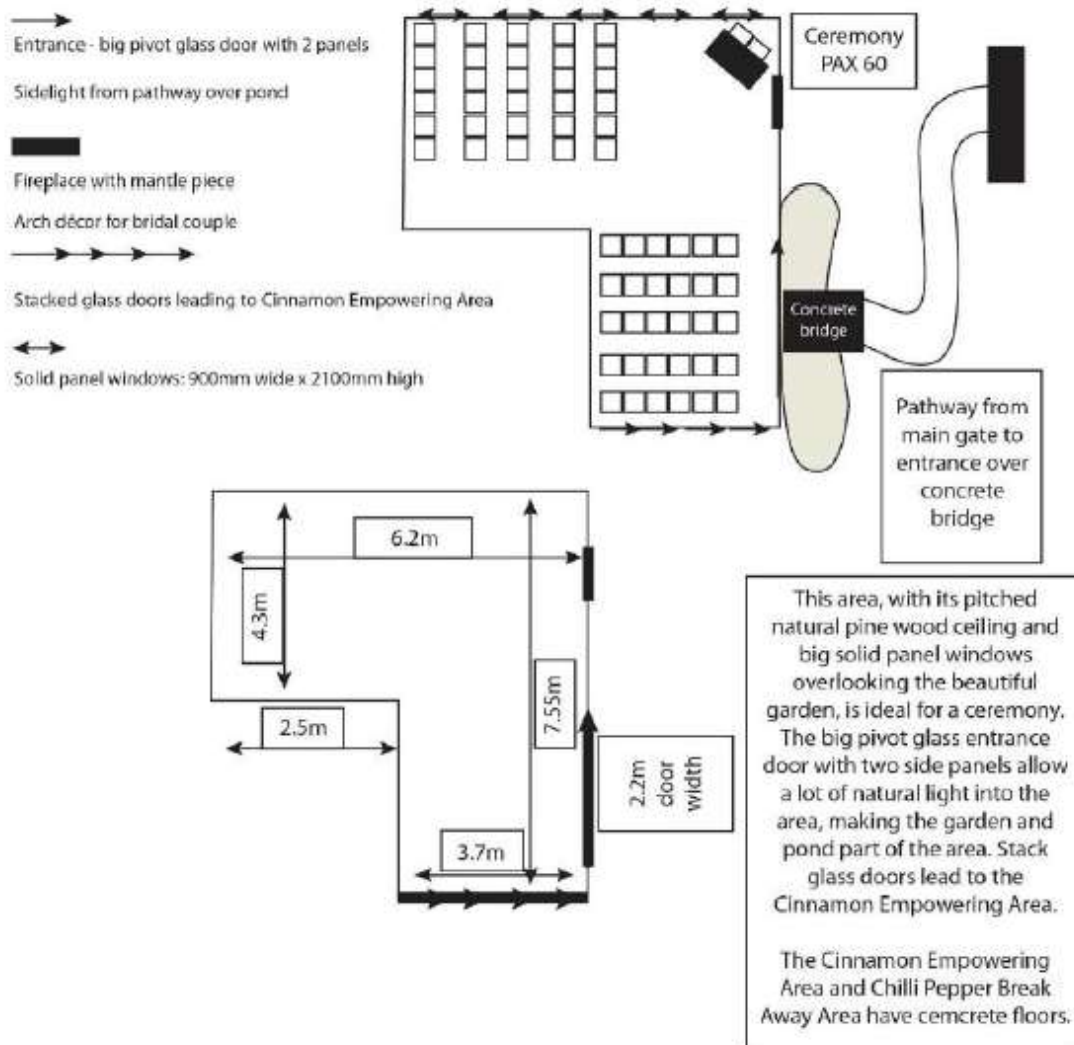 Entrance - big pivot glass door with 2 panels
Sidelight from pathway over pond
Fireplace with mantle piece
Arch décor for bridal couple
Stacked glass doors leading to Cinnamon Empowering Area
Solid panel windows: 900mm wide x 2100mm high
Ceremony
PAX 60
Concrete
bridge
Pathway from
main gate to
entrance over
concrete
bridge
6.2m
4.3m
2.5m
7.55m
3.7m
2.2m
door
width
This area, with its pitched
natural pine wood ceiling and
big solid panel windows
overlooking the beautiful
garden, is ideal for a ceremony.
The big pivot glass entrance
door with two side panels allow
a lot of natural light into the
area, making the garden and
pond part of the area. Stack
glass doors lead to the
Cinnamon Empowering Area.
The Cinnamon Empowering
Area and Chilli Pepper Break
Away Area have cemcrete floors.